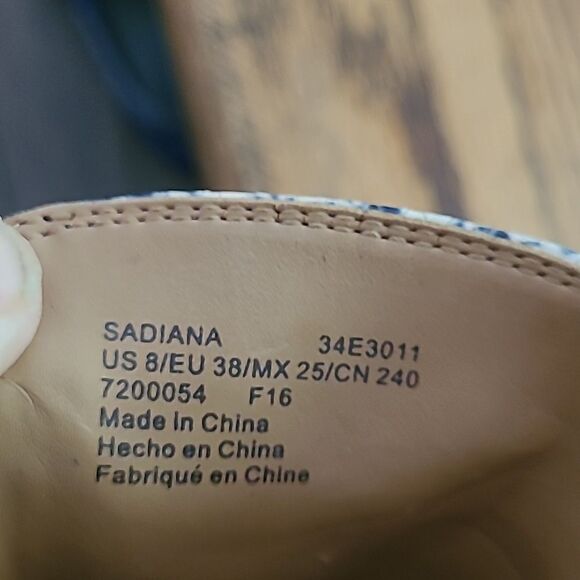 SADIANA 34E3011
US 8/EU 38/MX 25/CN 240
7200054 F16
Made in China
Hecho en China
Fabriqué en Chine